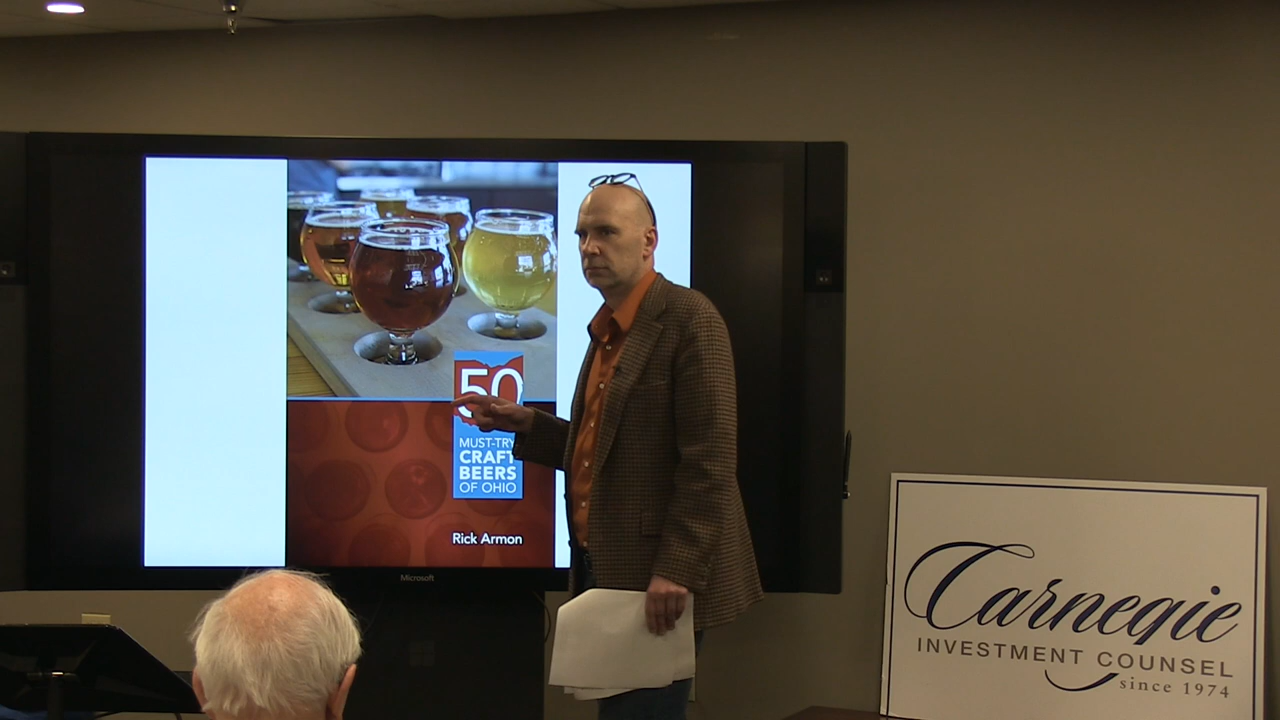 50
MUST-TRY
CRAFT
BEERS
OF OHIO
Rick Armon
Microsoft
Carnegie
INVESTMENT COUNSEL
since 1974